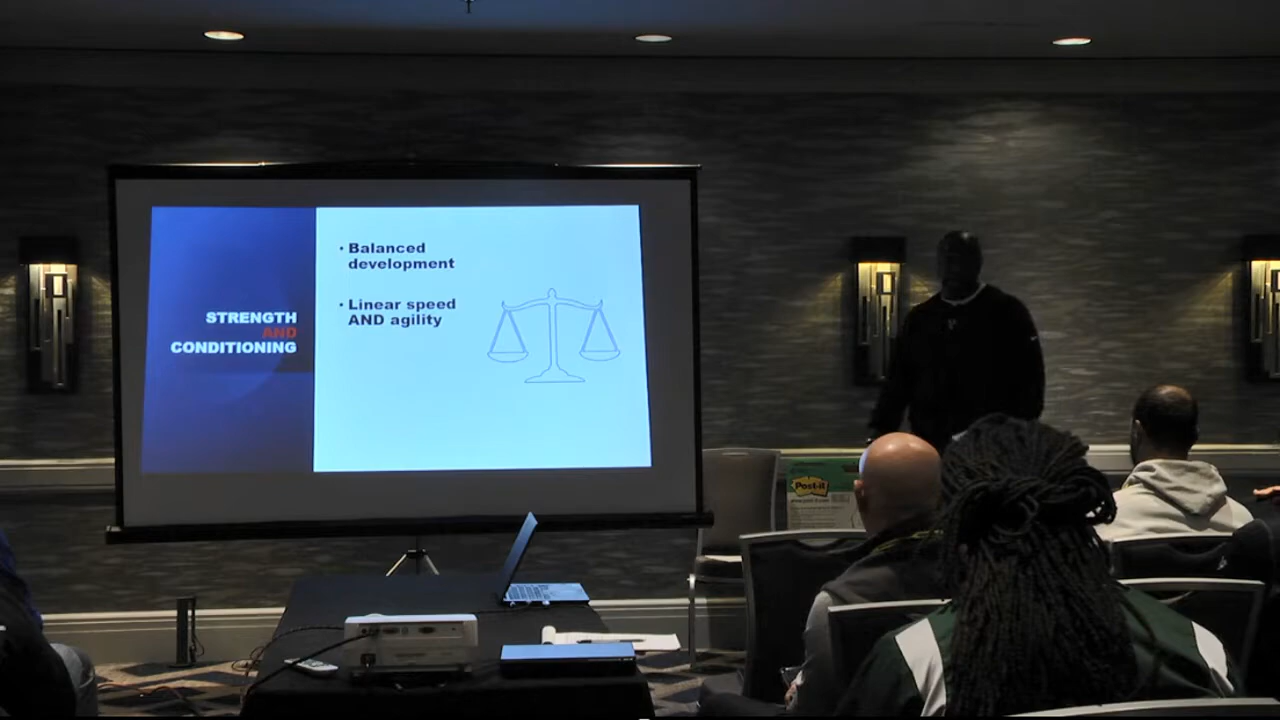 STRENGTH
AND
CONDITIONING
• Balanced
development
• Linear speed
AND agility
Post-it